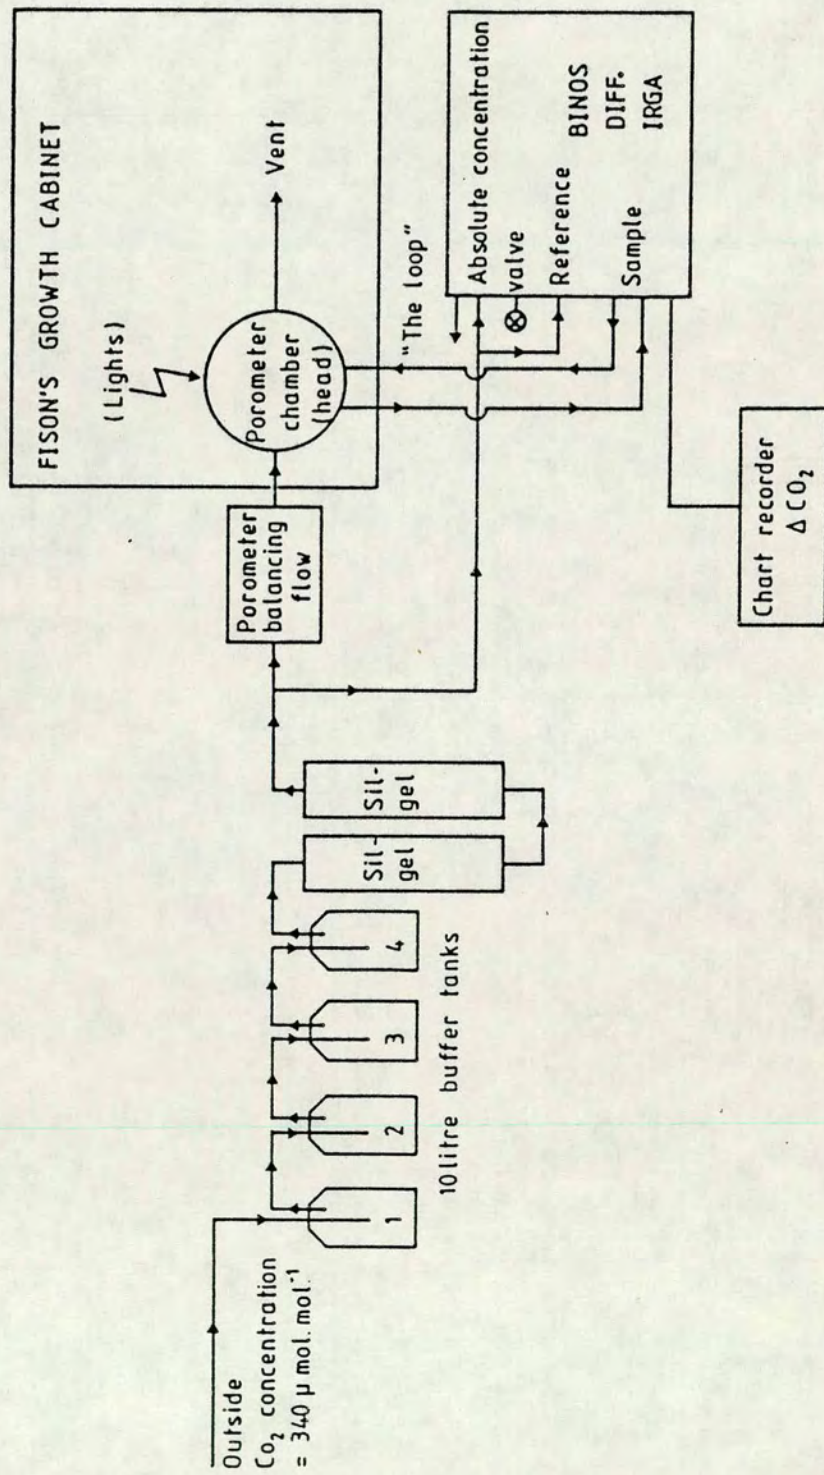 Outside
Co₂ concentration
= 340 µ mol. mol⁻¹
1
2
3
4
10 litre buffer tanks
Sil-
gel
Sil-
gel
Porometer
balancing
flow
FISON'S GROWTH CABINET
(Lights)
Porometer
chamber
(head)
Vent
"The loop"
Absolute concentration
valve
Reference
Sample
BINOS
DIFF.
IRGA
Chart recorder
Δ CO₂